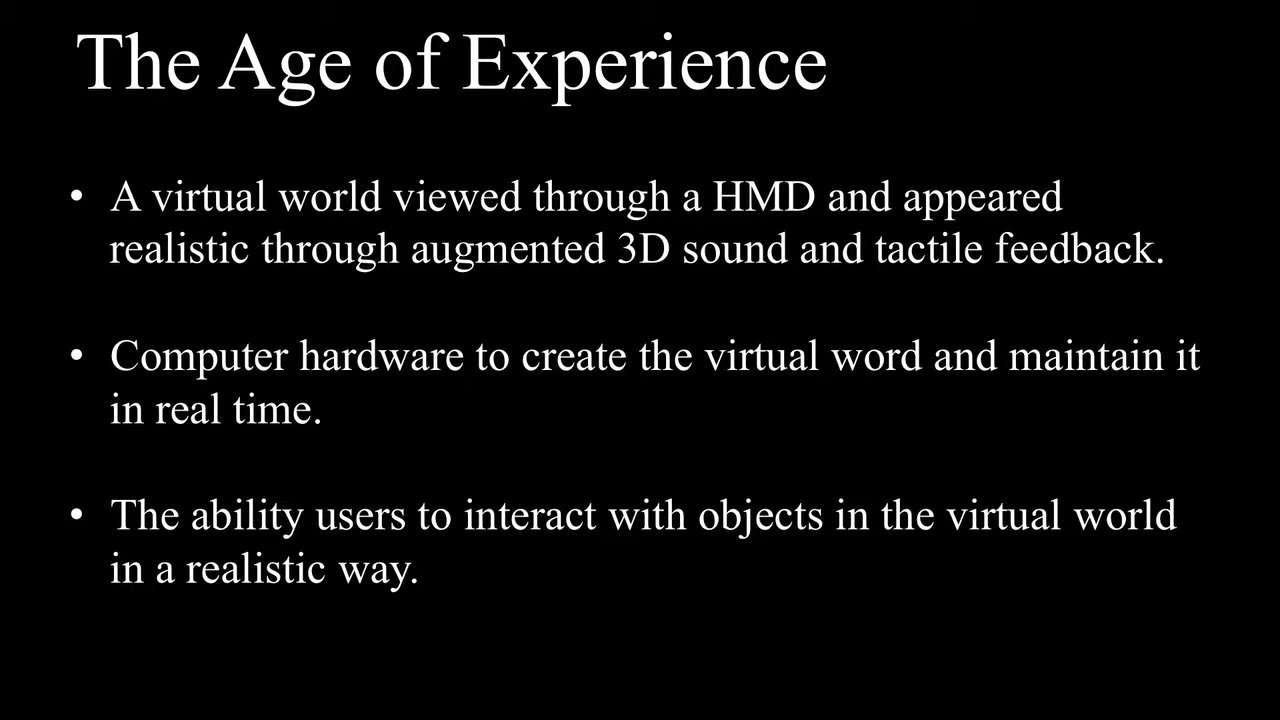 The Age of Experience
• A virtual world viewed through a HMD and appeared
realistic through augmented 3D sound and tactile feedback.
• Computer hardware to create the virtual word and maintain it
in real time.
• The ability users to interact with objects in the virtual world
in a realistic way.